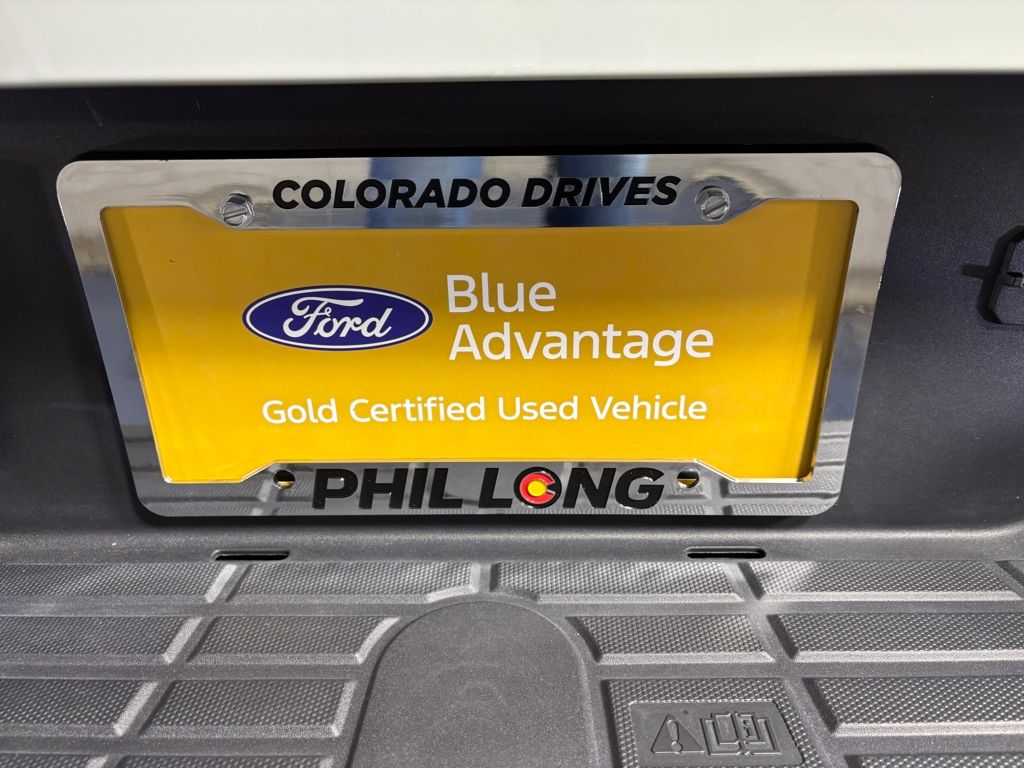 COLORADO DRIVES
Ford
Blue
Advantage
Gold Certified Used Vehicle
PHIL LONG